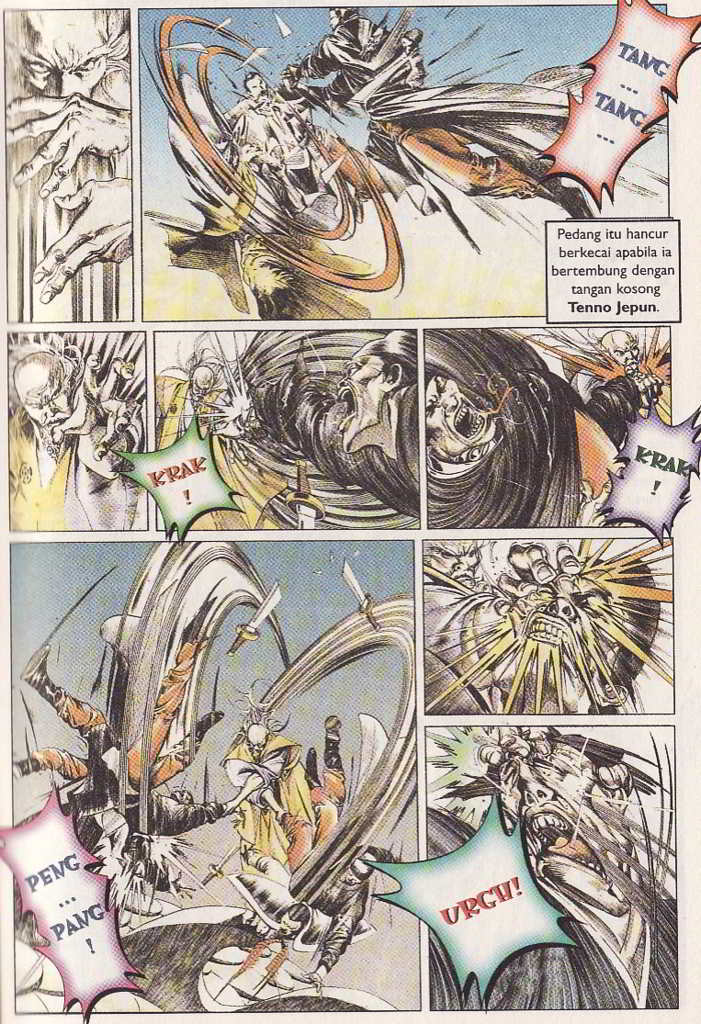 TANG
...
TANG
...
Pedang itu hancur
berkecai apabila ia
bertembung dengan
tangan kosong
Tenno Jepun.
KRAK
!
KRAK
!
PENG
...
PANG
!
URGH!